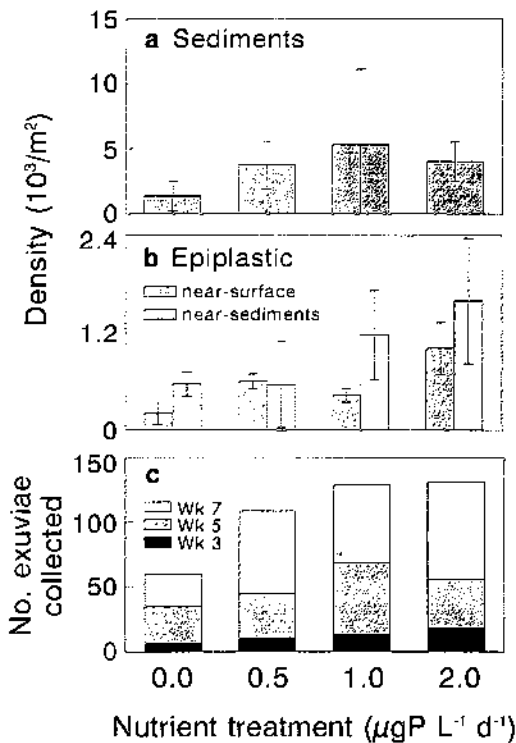 15
a Sediments
10
5
0
Density (10³/m²)
2.4
b Epiplastic
near-surface
near-sediments
1.2
0
150
c
Wk 7
Wk 5
Wk 3
100
50
0
No. exuviae
collected
0.0 0.5 1.0 2.0
Nutrient treatment (µgP L⁻¹ d⁻¹)